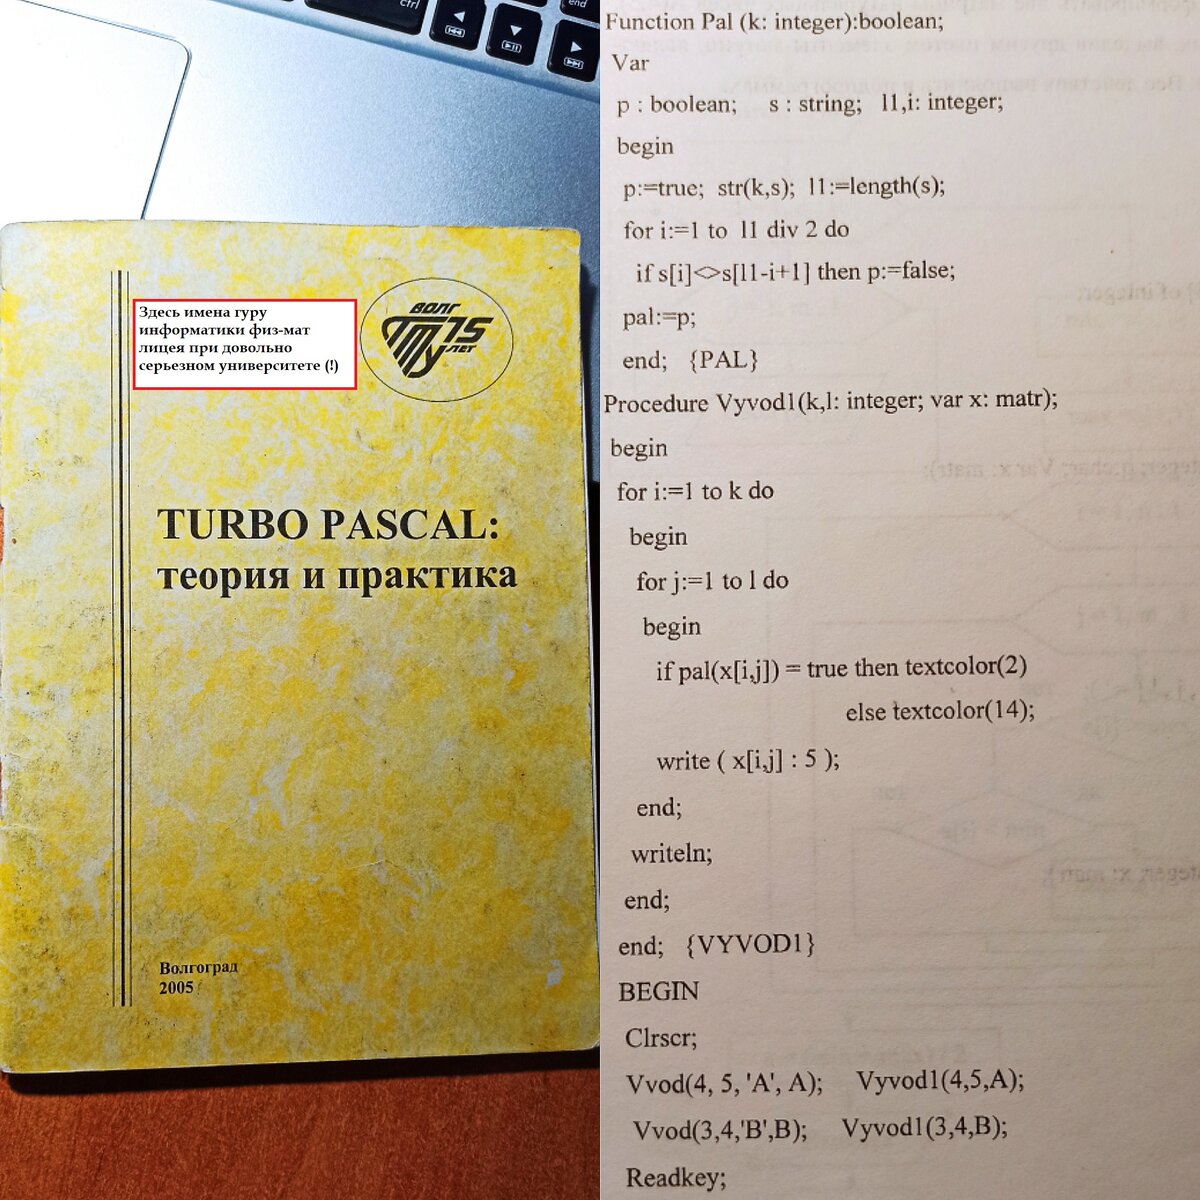 ctrl
end
Здесь имена гуру
информатики физ-мат
лицея при довольно
серьезном университете (!)
ВОЛГ
ГТУ 75
ЛЕТ
TURBO PASCAL:
теория и практика
Волгоград
2005
Function Pal (k: integer):boolean;
Var
p : boolean; s : string; l1,i: integer;
begin
p:=true; str(k,s); l1:=length(s);
for i:=1 to l1 div 2 do
if s[i]<>s[l1-i+1] then p:=false;
pal:=p;
end; {PAL}
Procedure Vyvod1(k,l: integer; var x: matr);
begin
for i:=1 to k do
begin
for j:=1 to l do
begin
if pal(x[i,j]) = true then textcolor(2)
else textcolor(14);
write ( x[i,j] : 5 );
end;
writeln;
end;
end; {VYVOD1}
BEGIN
Clrscr;
Vvod(4, 5, 'A', A); Vyvod1(4,5,A);
Vvod(3,4,'B',B); Vyvod1(3,4,B);
Readkey;